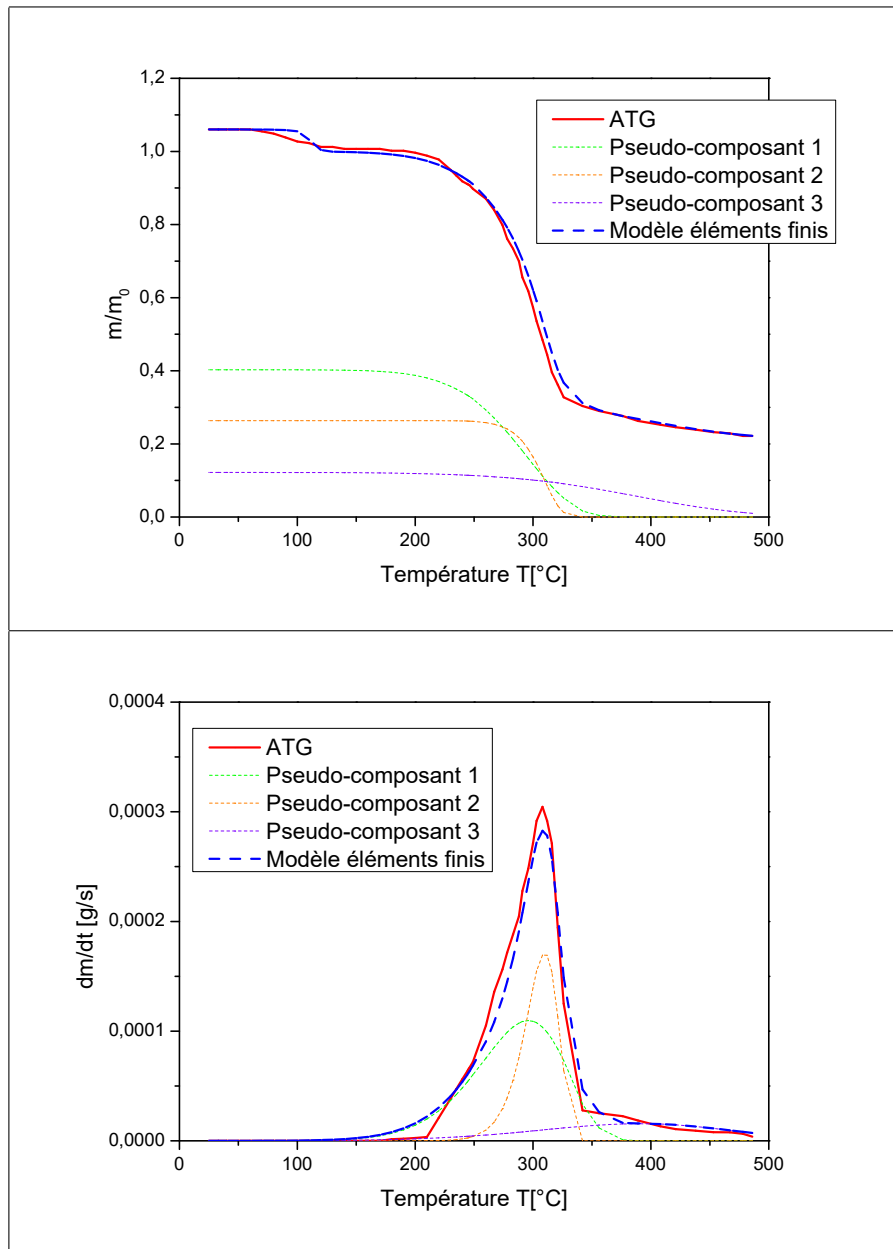 1,2
1,0
0,8
0,6
0,4
0,2
0,0
m/m0
0
100
200
300
400
500
Température T[°C]
ATG
Pseudo-composant 1
Pseudo-composant 2
Pseudo-composant 3
Modèle éléments finis
0,0004
0,0003
0,0002
0,0001
0,0000
dm/dt [g/s]
0
100
200
300
400
500
Température T[°C]
ATG
Pseudo-composant 1
Pseudo-composant 2
Pseudo-composant 3
Modèle éléments finis